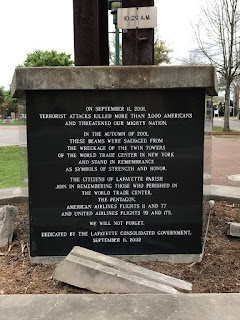 10:29 A.M.
ON SEPTEMBER 11, 2001,
TERRORIST ATTACKS KILLED MORE THAN 3,000 AMERICANS
AND THREATENED OUR MIGHTY NATION.
IN THE AUTUMN OF 2001,
THESE BEAMS WERE SALVAGED FROM
THE WRECKAGE OF THE TWIN TOWERS
OF THE WORLD TRADE CENTER IN NEW YORK
AND STAND IN REMEMBRANCE
AS SYMBOLS OF STRENGTH AND HONOR.
THE CITIZENS OF LAFAYETTE PARISH
JOIN IN REMEMBERING THOSE WHO PERISHED IN
THE WORLD TRADE CENTER,
THE PENTAGON,
AMERICAN AIRLINES FLIGHTS 11 AND 77
AND UNITED AIRLINES FLIGHTS 93 AND 175.
WE WILL NOT FORGET.
DEDICATED BY THE LAFAYETTE CONSOLIDATED GOVERNMENT,
SEPTEMBER 11, 2002